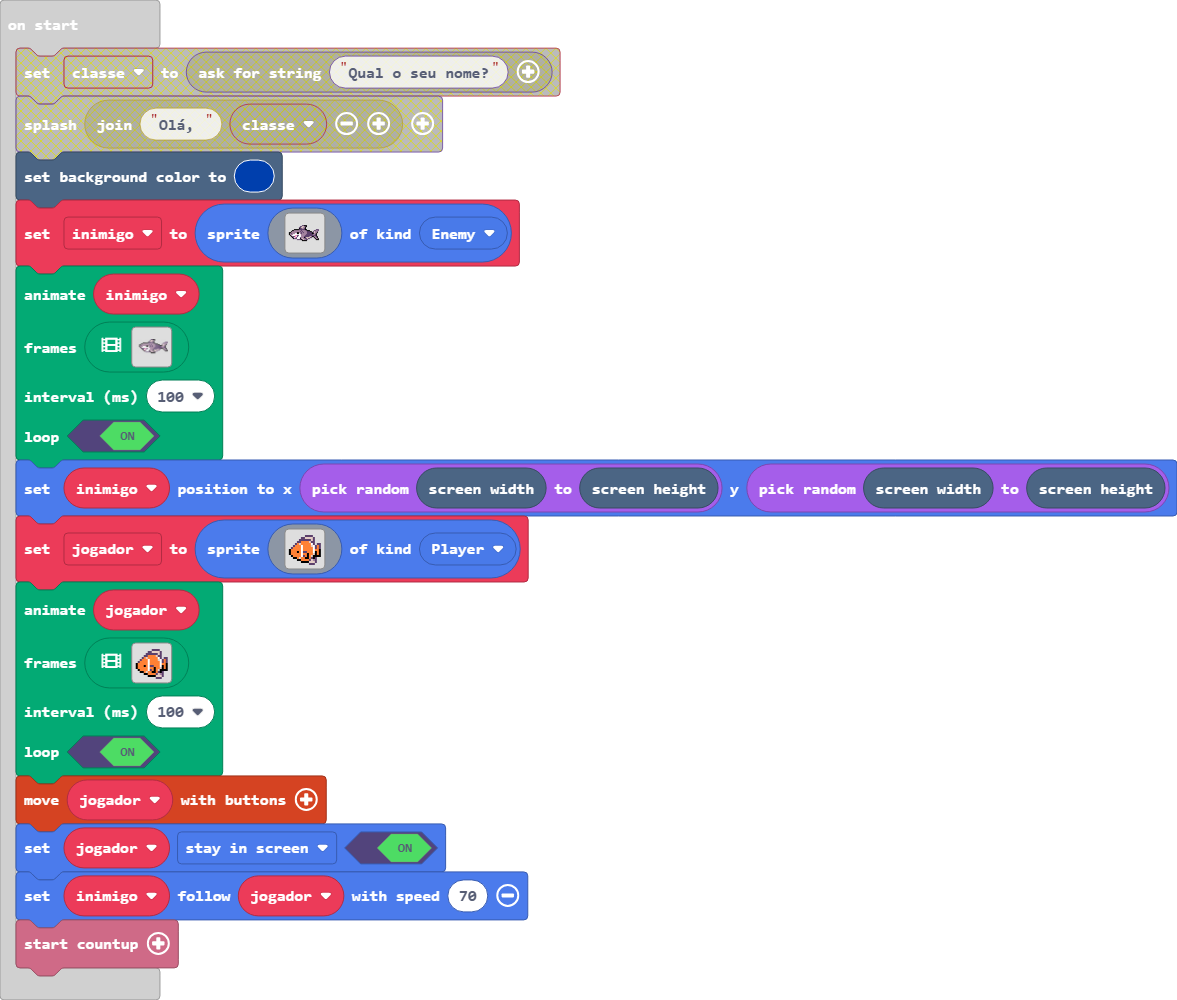 on start
set classe to ask for string "Qual o seu nome?"
splash join "Olá, " classe
set background color to
set inimigo to sprite of kind Enemy
animate inimigo
frames
interval (ms) 100
loop ON
set inimigo position to x pick random screen width to screen height y pick random screen width to screen height
set jogador to sprite of kind Player
animate jogador
frames
interval (ms) 100
loop ON
move jogador with buttons
set jogador stay in screen ON
set inimigo follow jogador with speed 70
start countup